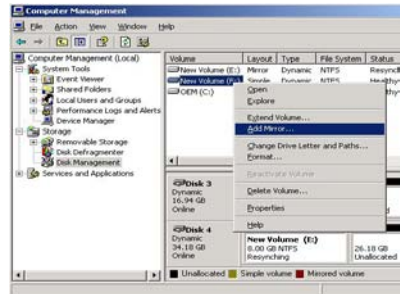 Computer Management
File Action View Window Help
Computer Management (Local)
System Tools
Event Viewer
Shared Folders
Local Users and Groups
Performance Logs and Alerts
Device Manager
Storage
Removable Storage
Disk Defragmenter
Disk Management
Services and Applications
Volume Layout Type File System Status
New Volume (E:) Mirror Dynamic NTFS Resynch
New Volume Simple Dynamic NTFS Healthy
OEM (C:)
Open
Explore
Extend Volume...
Add Mirror...
Change Drive Letter and Paths...
Format...
Reactivate Volume
Delete Volume...
Properties
Help
Disk 3
Dynamic
16.94 GB
Online
Disk 4
Dynamic
34.18 GB
Online
New Volume (E:)
8.00 GB NTFS
Resynching
26.18 GB
Unallocated
Unallocated Simple volume Mirrored volume